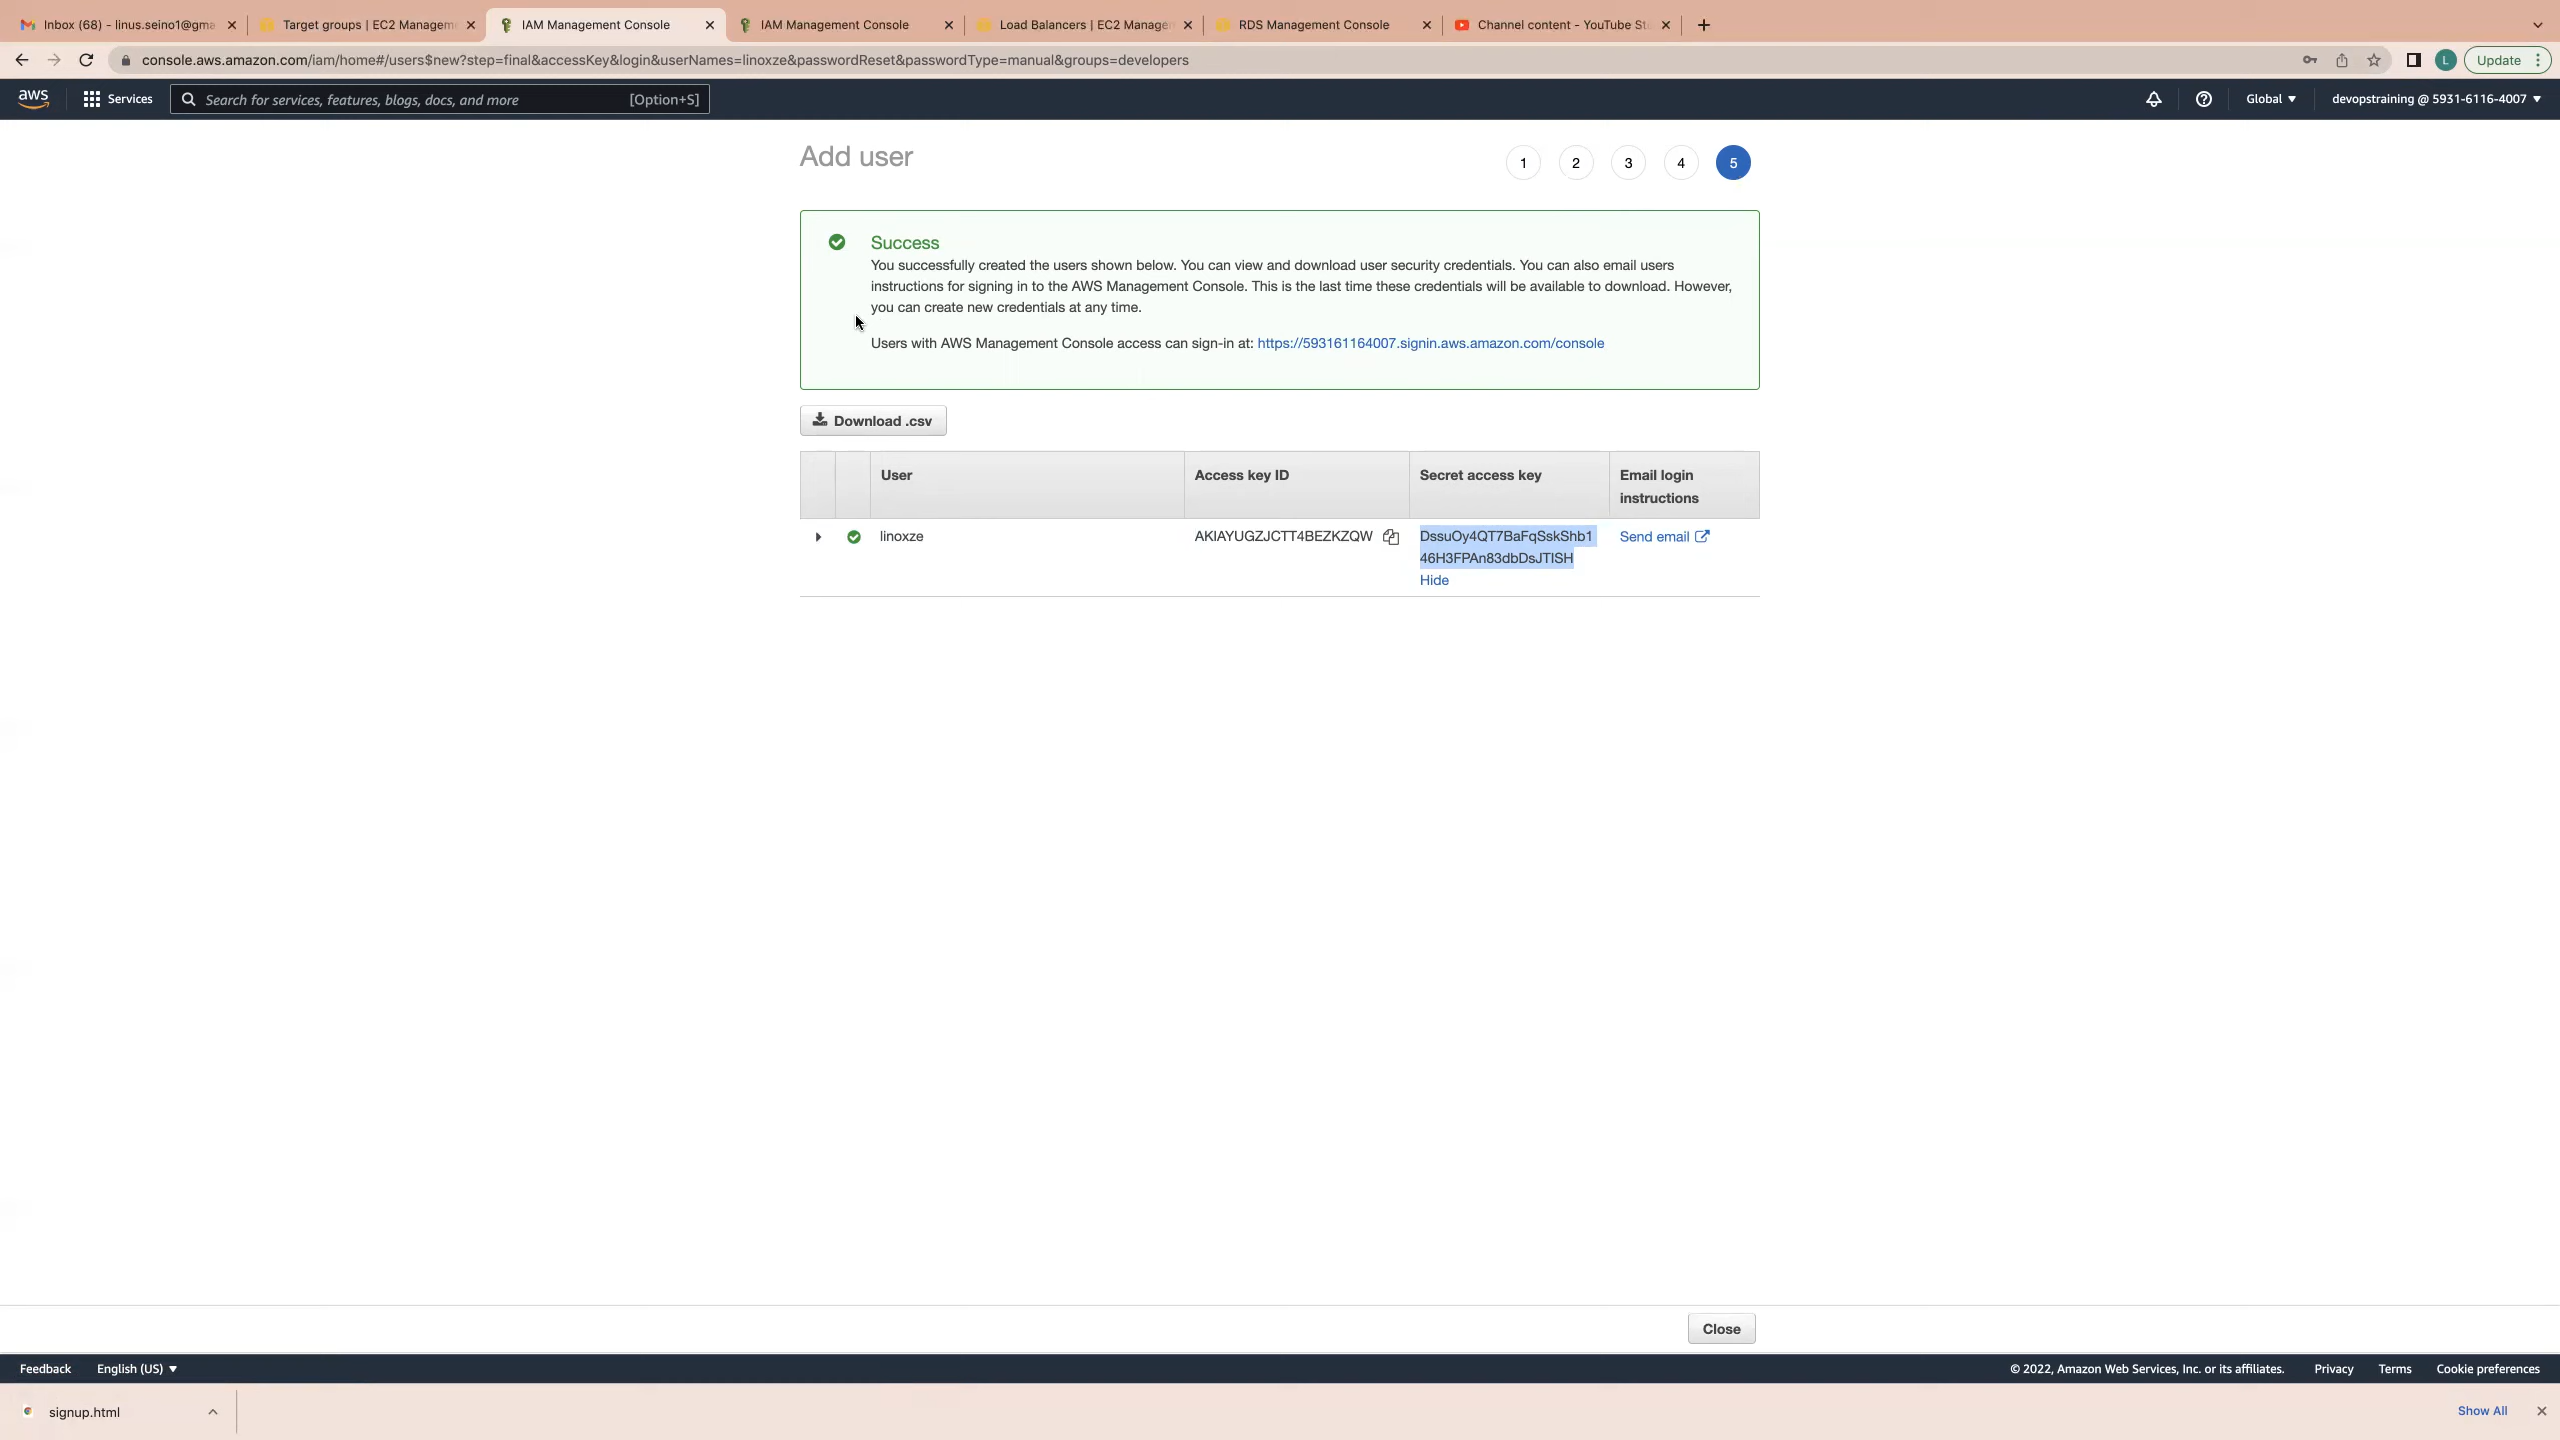 Inbox (68) - linus.seino1@gma
Target groups | EC2 Managem
IAM Management Console
IAM Management Console
Load Balancers | EC2 Manage
RDS Management Console
Channel content - YouTube St
console.aws.amazon.com/iam/home#/users$new?step=final&accessKey&login&userNames=linoxze&passwordReset&passwordType=manual&groups=developers
L
Update
aws
Services
Search for services, features, blogs, docs, and more
[Option+S]
Global
devopstraining @ 5931-6116-4007
Add user
1
2
3
4
5
Success
You successfully created the users shown below. You can view and download user security credentials. You can also email users
instructions for signing in to the AWS Management Console. This is the last time these credentials will be available to download. However,
you can create new credentials at any time.
Users with AWS Management Console access can sign-in at: https://593161164007.signin.aws.amazon.com/console
Download .csv
User
Access key ID
Secret access key
Email login
instructions
linoxze
AKIAYUGZJCTT4BEZKZQW
Send email
Hide
Close
Feedback
English (US)
© 2022, Amazon Web Services, Inc. or its affiliates.
Privacy
Terms
Cookie preferences
signup.html
Show All